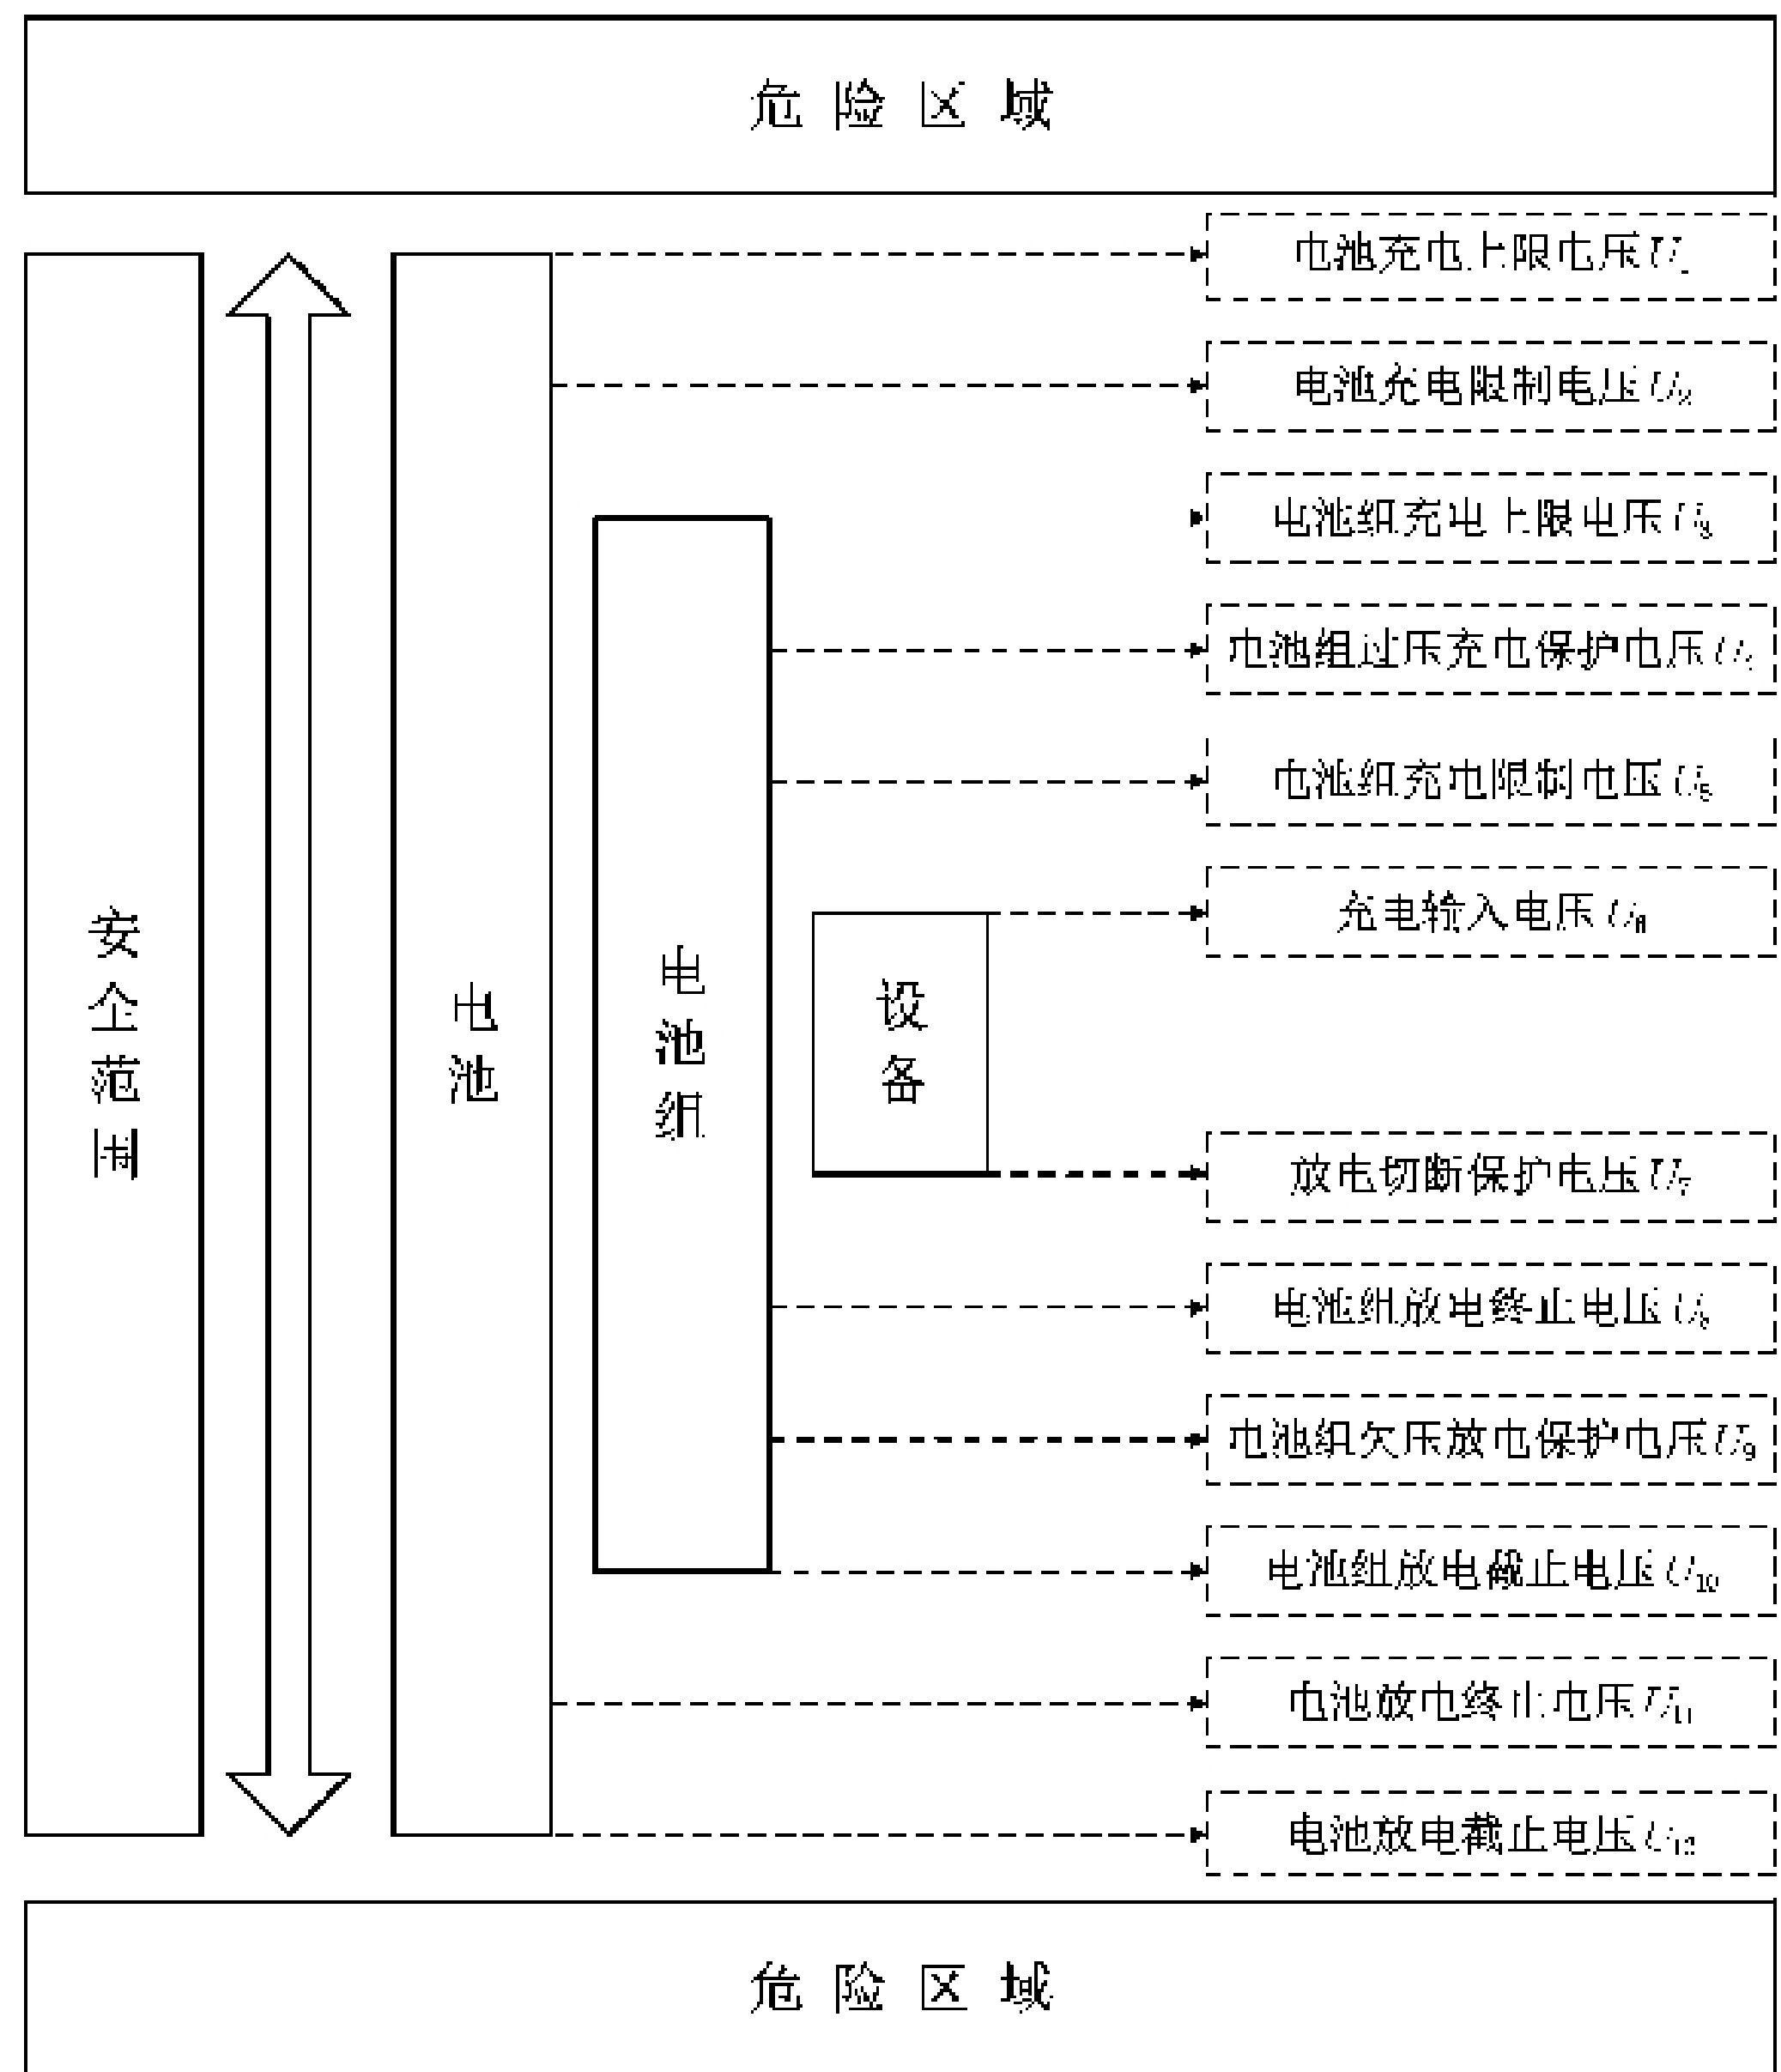 危险区域
电池充电上限电压U₁
电池充电限制电压U₂
电池组充电上限电压U₃
电池组过压充电保护电压U₄
电池组充电限制电压U₅
充电输入电压U₆
安全范围
电池
电池组
设备
放电切断保护电压U₇
电池组放电终止电压U₈
电池组欠压放电保护电压U₉
电池组放电截止电压U₁₀
电池放电终止电压U₁₁
电池放电截止电压U₁₂
危险区域